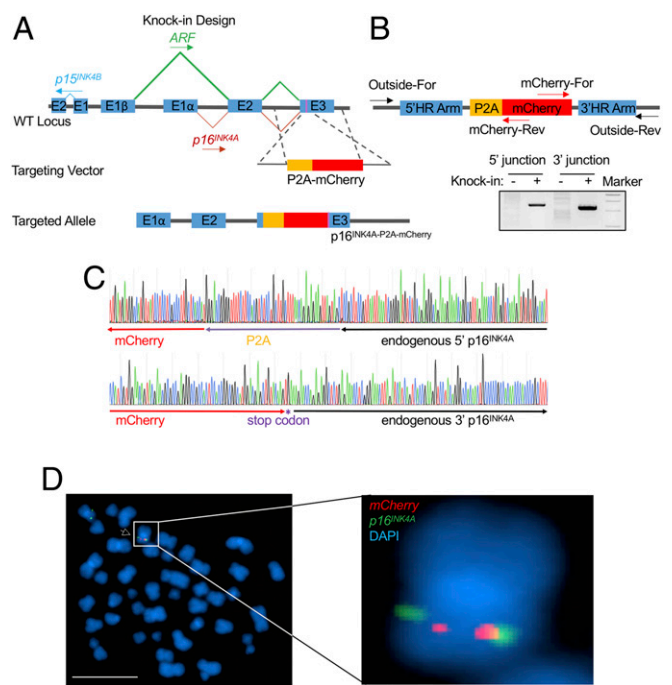 A
Knock-in Design
ARF
p15INK4B
E2 E1 E1β E1α E2 E3
WT Locus
p16INK4A
Targeting Vector
P2A-mCherry
Targeted Allele
E1α E2 E3
p16INK4A-P2A-mCherry
B
Outside-For
mCherry-For
5'HR Arm P2A mCherry 3'HR Arm
mCherry-Rev
Outside-Rev
5' junction 3' junction
Knock-in: - + - + Marker
C
mCherry P2A endogenous 5' p16INK4A
mCherry * stop codon endogenous 3' p16INK4A
D
mCherry
p16INK4A
DAPI